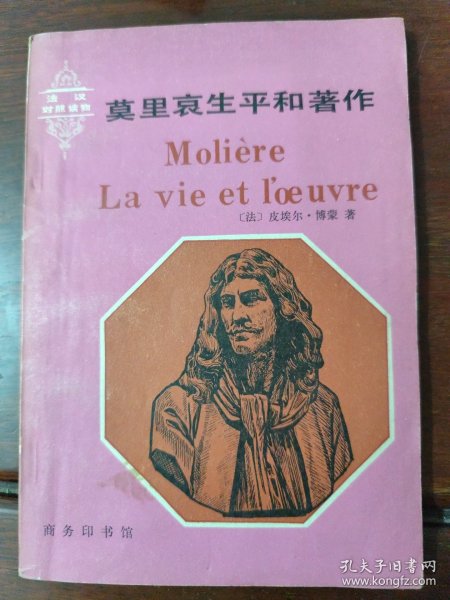 法汉
对照读物
莫里哀生平和著作
Molière
La vie et l'œuvre
〔法〕皮埃尔·博蒙 著
商务印书馆
孔夫子旧书网
www.kongfz.com